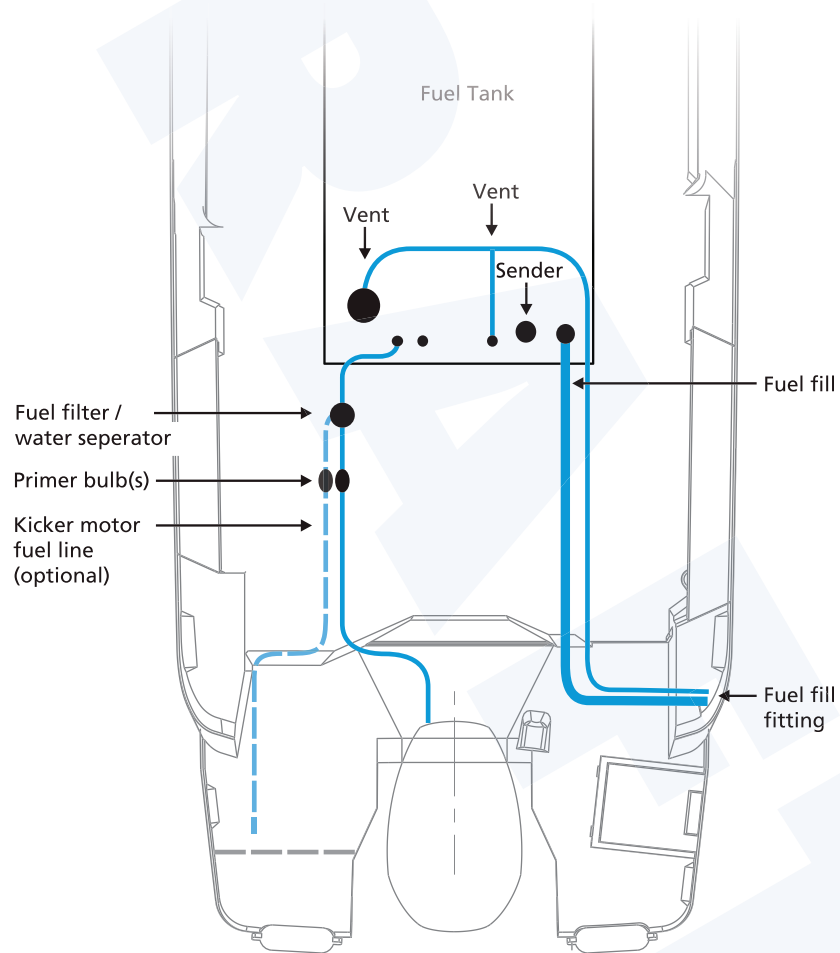 Fuel Tank
Vent
Vent
Sender
Fuel fill
Fuel filter /
water seperator
Primer bulb(s)
Kicker motor
fuel line
(optional)
Fuel fill
fitting